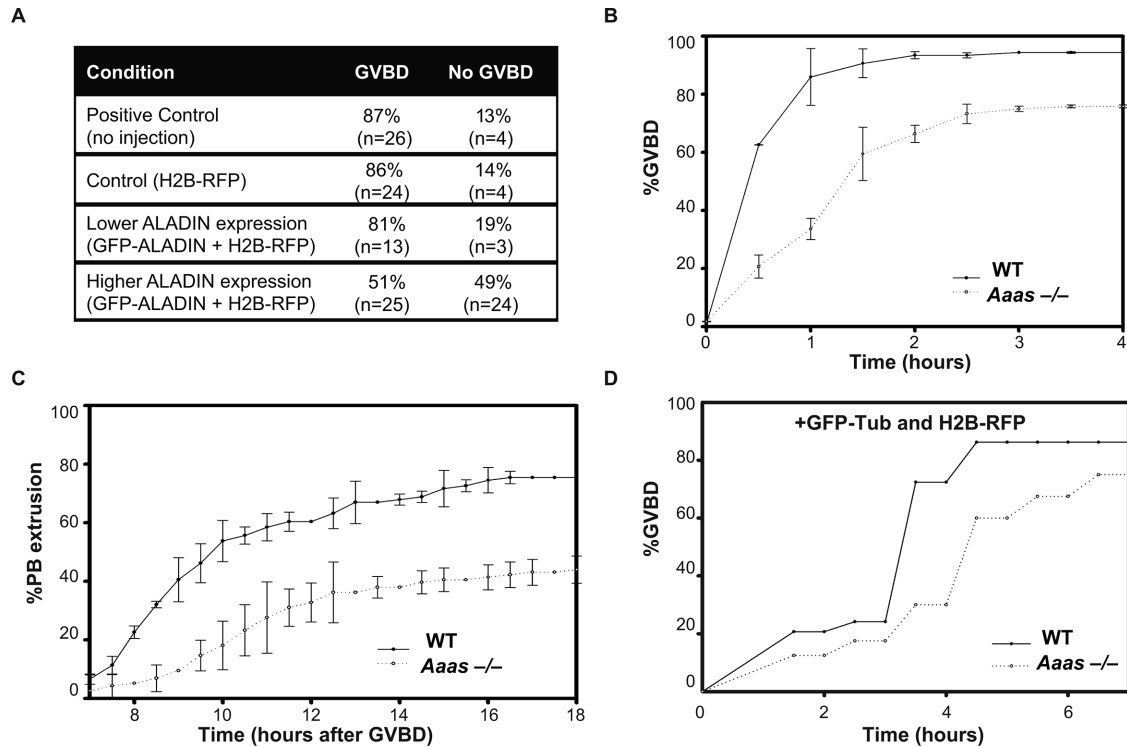 A
Condition GVBD No GVBD
Positive Control 87% 13%
(no injection) (n=26) (n=4)
Control (H2B-RFP) 86% 14%
(n=24) (n=4)
Lower ALADIN expression 81% 19%
(GFP-ALADIN + H2B-RFP) (n=13) (n=3)
Higher ALADIN expression 51% 49%
(GFP-ALADIN + H2B-RFP) (n=25) (n=24)
B
100
80
60
40
20
0
%GVBD
WT
Aaas –/–
0 1 2 3 4
Time (hours)
C
100
80
60
40
20
0
%PB extrusion
WT
Aaas –/–
8 10 12 14 16 18
Time (hours after GVBD)
D
+GFP-Tub and H2B-RFP
100
80
60
40
20
0
%GVBD
WT
Aaas –/–
0 2 4 6
Time (hours)